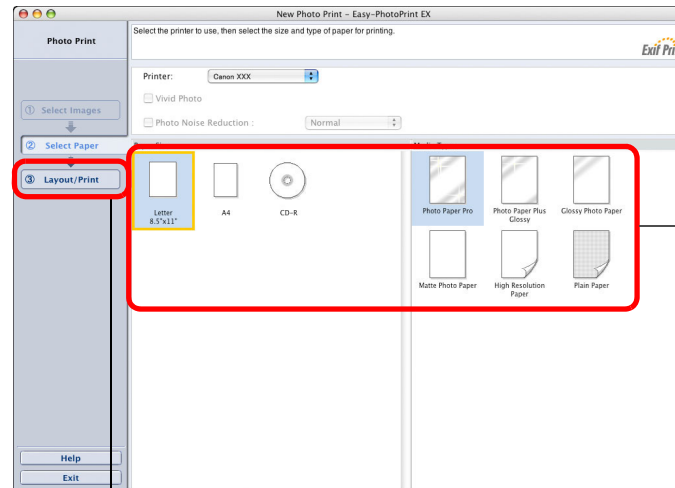 New Photo Print – Easy-PhotoPrint EX
Photo Print
Select the printer to use, then select the size and type of paper for printing.
Exif Pri
Printer:
Canon XXX
Vivid Photo
Photo Noise Reduction :
Normal
① Select Images
② Select Paper
③ Layout/Print
Letter
8.5"x11"
A4
CD-R
Photo Paper Pro
Photo Paper Plus
Glossy
Glossy Photo Paper
Matte Photo Paper
High Resolution
Paper
Plain Paper
Help
Exit